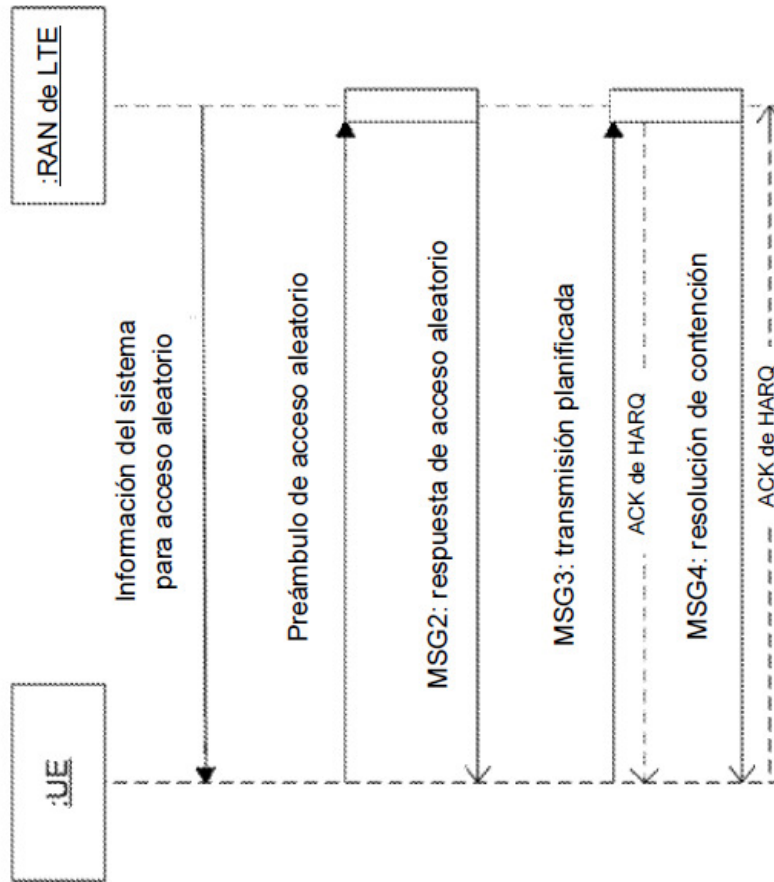 :UE
:RAN de LTE
Información del sistema
para acceso aleatorio
Preámbulo de acceso aleatorio
MSG2: respuesta de acceso aleatorio
MSG3: transmisión planificada
ACK de HARQ
MSG4: resolución de contención
ACK de HARQ